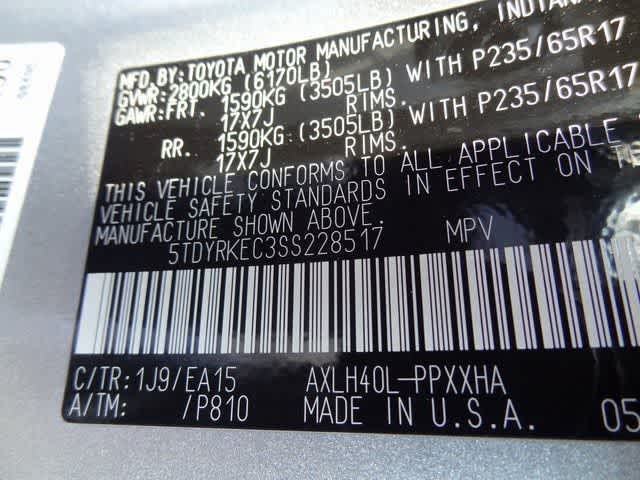 MFD.BY:TOYOTA MOTOR MANUFACTURING, INDIANA
GVWR:2800KG (6170LB)
GAWR:FRT. 1590KG (3505LB) WITH P235/65R17
17X7J RIMS.
RR. 1590KG (3505LB) WITH P235/65R17
17X7J RIMS.
THIS VEHICLE CONFORMS TO ALL APPLICABLE
VEHICLE SAFETY STANDARDS IN EFFECT ON
MANUFACTURE SHOWN ABOVE.
5TDYRKEC3SS228517 MPV
C/TR:1J9/EA15 AXLH40L-PPXXHA
A/TM: /P810 MADE IN U.S.A. 05